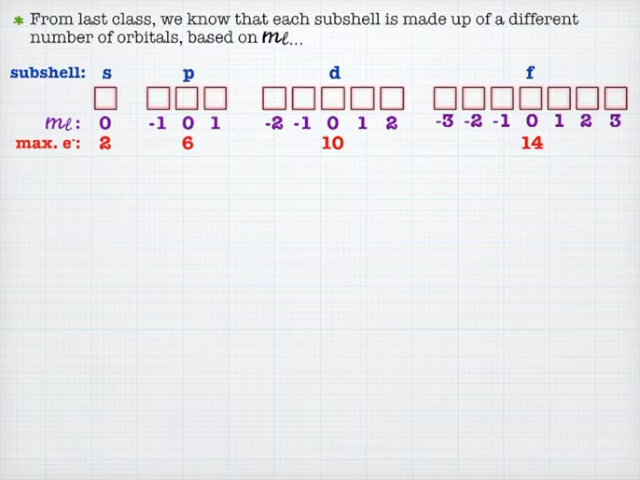 * From last class, we know that each subshell is made up of a different
number of orbitals, based on mℓ...
subshell: s p d f
mℓ: 0 -1 0 1 -2 -1 0 1 2 -3 -2 -1 0 1 2 3
max. e⁻: 2 6 10 14